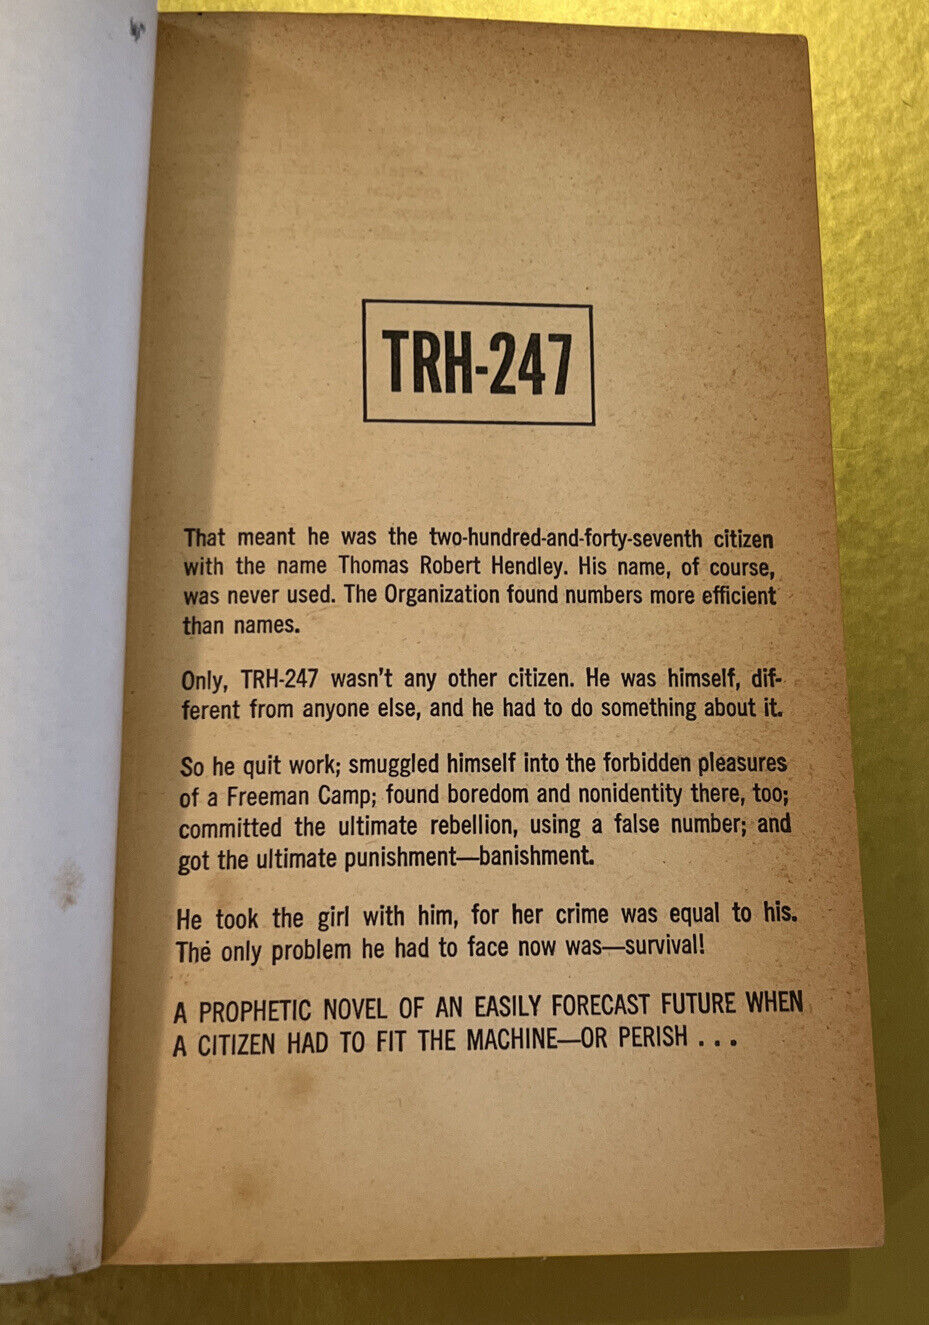 TRH-247
That meant he was the two-hundred-and-forty-seventh citizen
with the name Thomas Robert Hendley. His name, of course,
was never used. The Organization found numbers more efficient
than names.
Only, TRH-247 wasn't any other citizen. He was himself, dif-
ferent from anyone else, and he had to do something about it.
So he quit work; smuggled himself into the forbidden pleasures
of a Freeman Camp; found boredom and nonidentity there, too;
committed the ultimate rebellion, using a false number; and
got the ultimate punishment—banishment.
He took the girl with him, for her crime was equal to his.
The only problem he had to face now was—survival!
A PROPHETIC NOVEL OF AN EASILY FORECAST FUTURE WHEN
A CITIZEN HAD TO FIT THE MACHINE—OR PERISH . . .